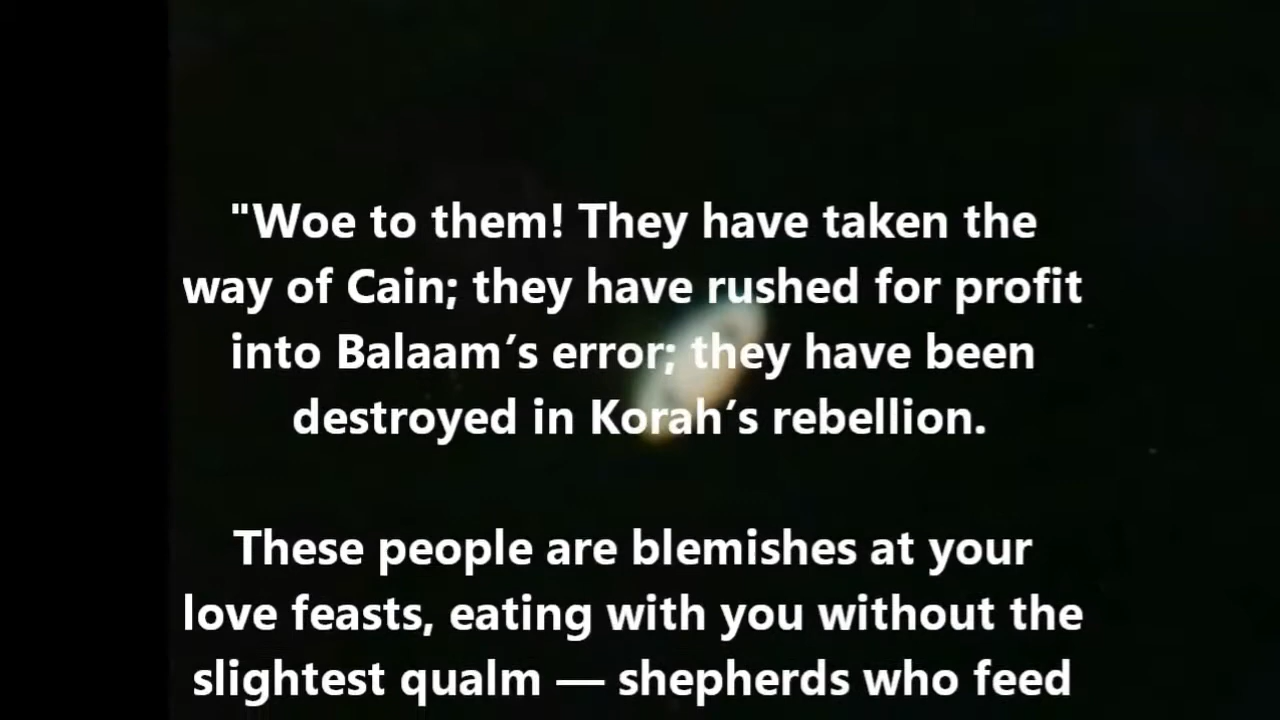 "Woe to them! They have taken the
way of Cain; they have rushed for profit
into Balaam′s error; they have been
destroyed in Korah′s rebellion.
These people are blemishes at your
love feasts, eating with you without the
slightest qualm — shepherds who feed